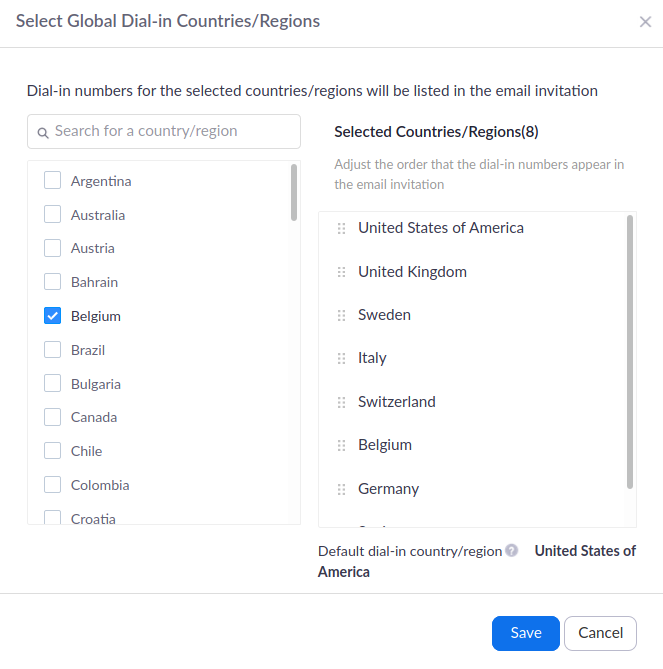 Select Global Dial-in Countries/Regions
Dial-in numbers for the selected countries/regions will be listed in the email invitation
Search for a country/region
Argentina
Australia
Austria
Bahrain
Belgium
Brazil
Bulgaria
Canada
Chile
Colombia
Croatia
Selected Countries/Regions(8)
Adjust the order that the dial-in numbers appear in
the email invitation
United States of America
United Kingdom
Sweden
Italy
Switzerland
Belgium
Germany
Default dial-in country/region ? United States of
America
Save
Cancel